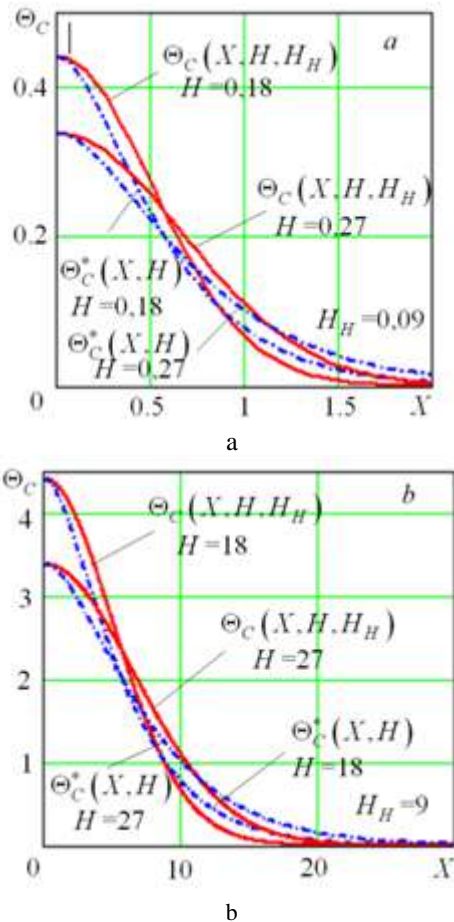 Θ_C
a
Θ_C(X,H,H_H)
H=0,18
0.4
Θ_C(X,H,H_H)
H=0,27
0.2
Θ*_C(X,H)
H=0,18
H_H=0,09
Θ*_C(X,H)
H=0,27
0 0.5 1 1.5 X
a
Θ_C
b
4
Θ_C(X,H,H_H)
H=18
3
Θ_C(X,H,H_H)
H=27
2
Θ*_C(X,H)
H=18
1
Θ*_C(X,H)
H=27
H_H=9
0 10 20 X
b